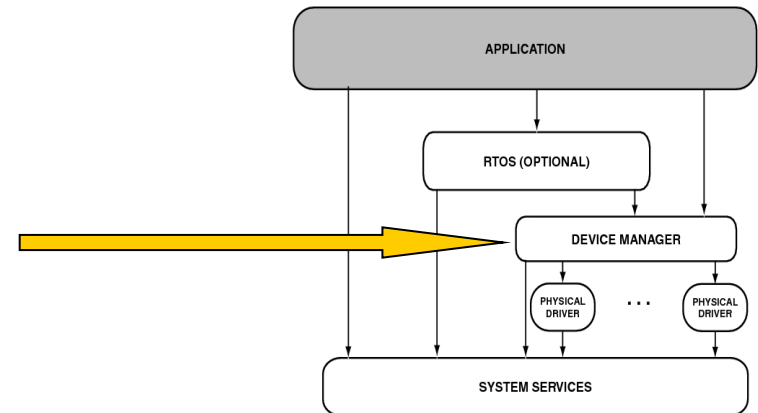 APPLICATION
RTOS (OPTIONAL)
DEVICE MANAGER
PHYSICAL
DRIVER
. . .
PHYSICAL
DRIVER
SYSTEM SERVICES